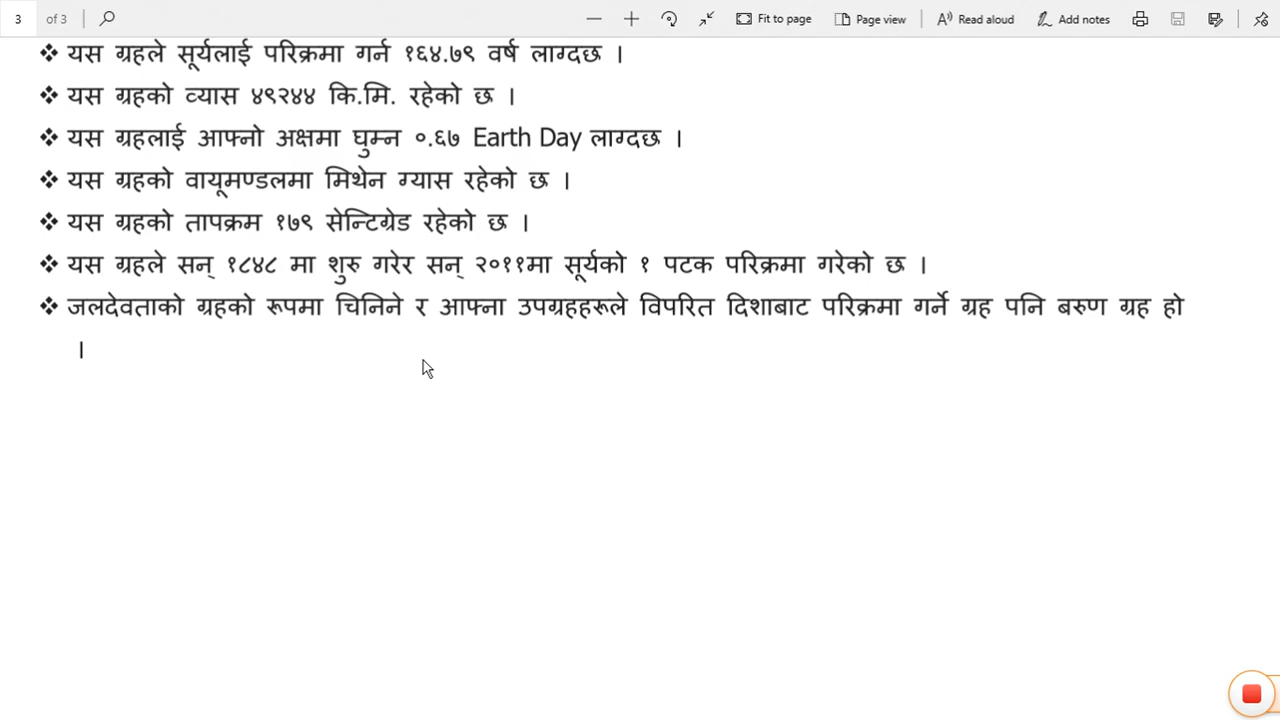 3 of 3 Fit to page Page view Read aloud Add notes
❖ यस ग्रहले सूर्यलाई परिक्रमा गर्न १६४.७९ वर्ष लाग्दछ ।
❖ यस ग्रहको व्यास ४९२४४ कि.मि. रहेको छ ।
❖ यस ग्रहलाई आफ्नो अक्षमा घुम्न ०.६७ Earth Day लाग्दछ ।
❖ यस ग्रहको वायूमण्डलमा मिथेन ग्यास रहेको छ ।
❖ यस ग्रहको तापक्रम १७९ सेन्टिग्रेड रहेको छ ।
❖ यस ग्रहले सन् १८४८ मा शुरु गरेर सन् २०११मा सूर्यको १ पटक परिक्रमा गरेको छ ।
❖ जलदेवताको ग्रहको रूपमा चिनिने र आफ्ना उपग्रहहरूले विपरित दिशाबाट परिक्रमा गर्ने ग्रह पनि बरुण ग्रह हो
।